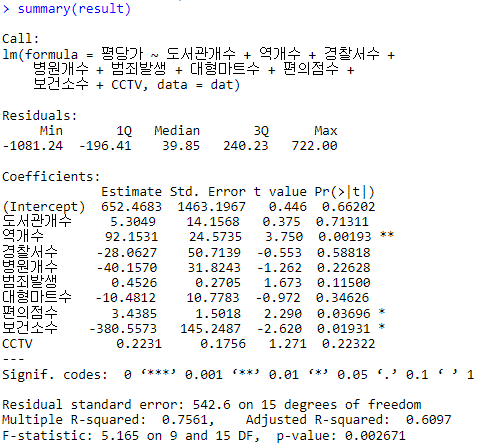 > summary(result)
Call:
lm(formula = 평당가 ~ 도서관개수 + 역개수 + 경찰서수 +
병원개수 + 범죄발생 + 대형마트수 + 편의점수 +
보건소수 + CCTV, data = dat)
Residuals:
Min 1Q Median 3Q Max
-1081.24 -196.41 39.85 240.23 722.00
Coefficients:
Estimate Std. Error t value Pr(>|t|)
(Intercept) 652.4683 1463.1967 0.446 0.66202
도서관개수 5.3049 14.1568 0.375 0.71311
역개수 92.1531 24.5735 3.750 0.00193 **
경찰서수 -28.0627 50.7139 -0.553 0.58818
병원개수 -40.1570 31.8243 -1.262 0.22628
범죄발생 0.4526 0.2705 1.673 0.11500
대형마트수 -10.4812 10.7783 -0.972 0.34626
편의점수 3.4385 1.5018 2.290 0.03696 *
보건소수 -380.5573 145.2487 -2.620 0.01931 *
CCTV 0.2231 0.1756 1.271 0.22322
---
Signif. codes: 0 ‘***’ 0.001 ‘**’ 0.01 ‘*’ 0.05 ‘.’ 0.1 ‘ ’ 1
Residual standard error: 542.6 on 15 degrees of freedom
Multiple R-squared: 0.7561, Adjusted R-squared: 0.6097
F-statistic: 5.165 on 9 and 15 DF, p-value: 0.002671